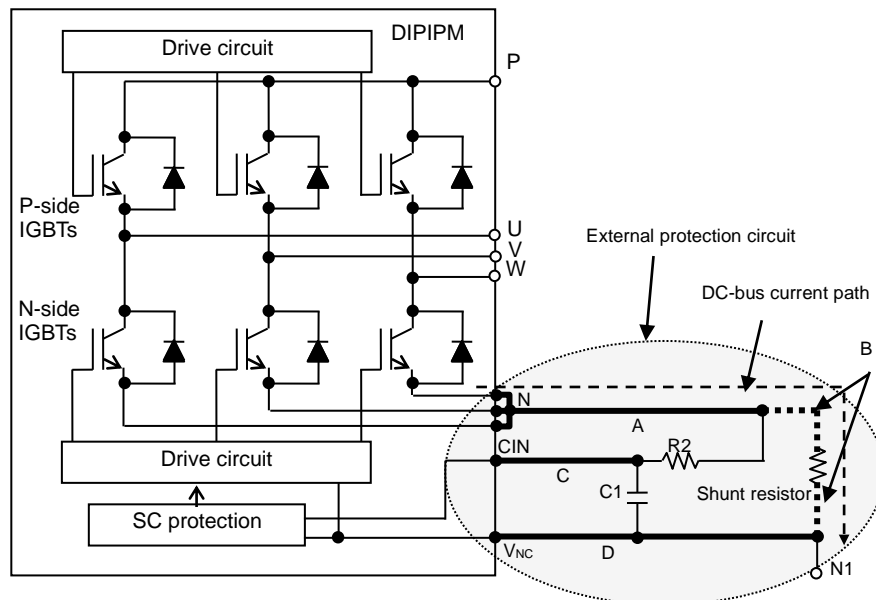 Drive circuit
DIPIPM
P
P-side
IGBTs
U
V
W
External protection circuit
DC-bus current path
N-side
IGBTs
B
N
A
CIN
R2
C
Drive circuit
C1
Shunt resistor
SC protection
VNC
D
N1